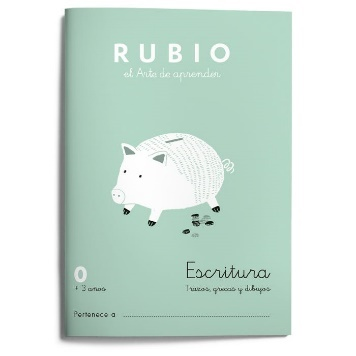 RUBIO
el Arte de aprender
0
+ 3 años
Escritura
Trazos, grecas y dibujos
Pertenece a